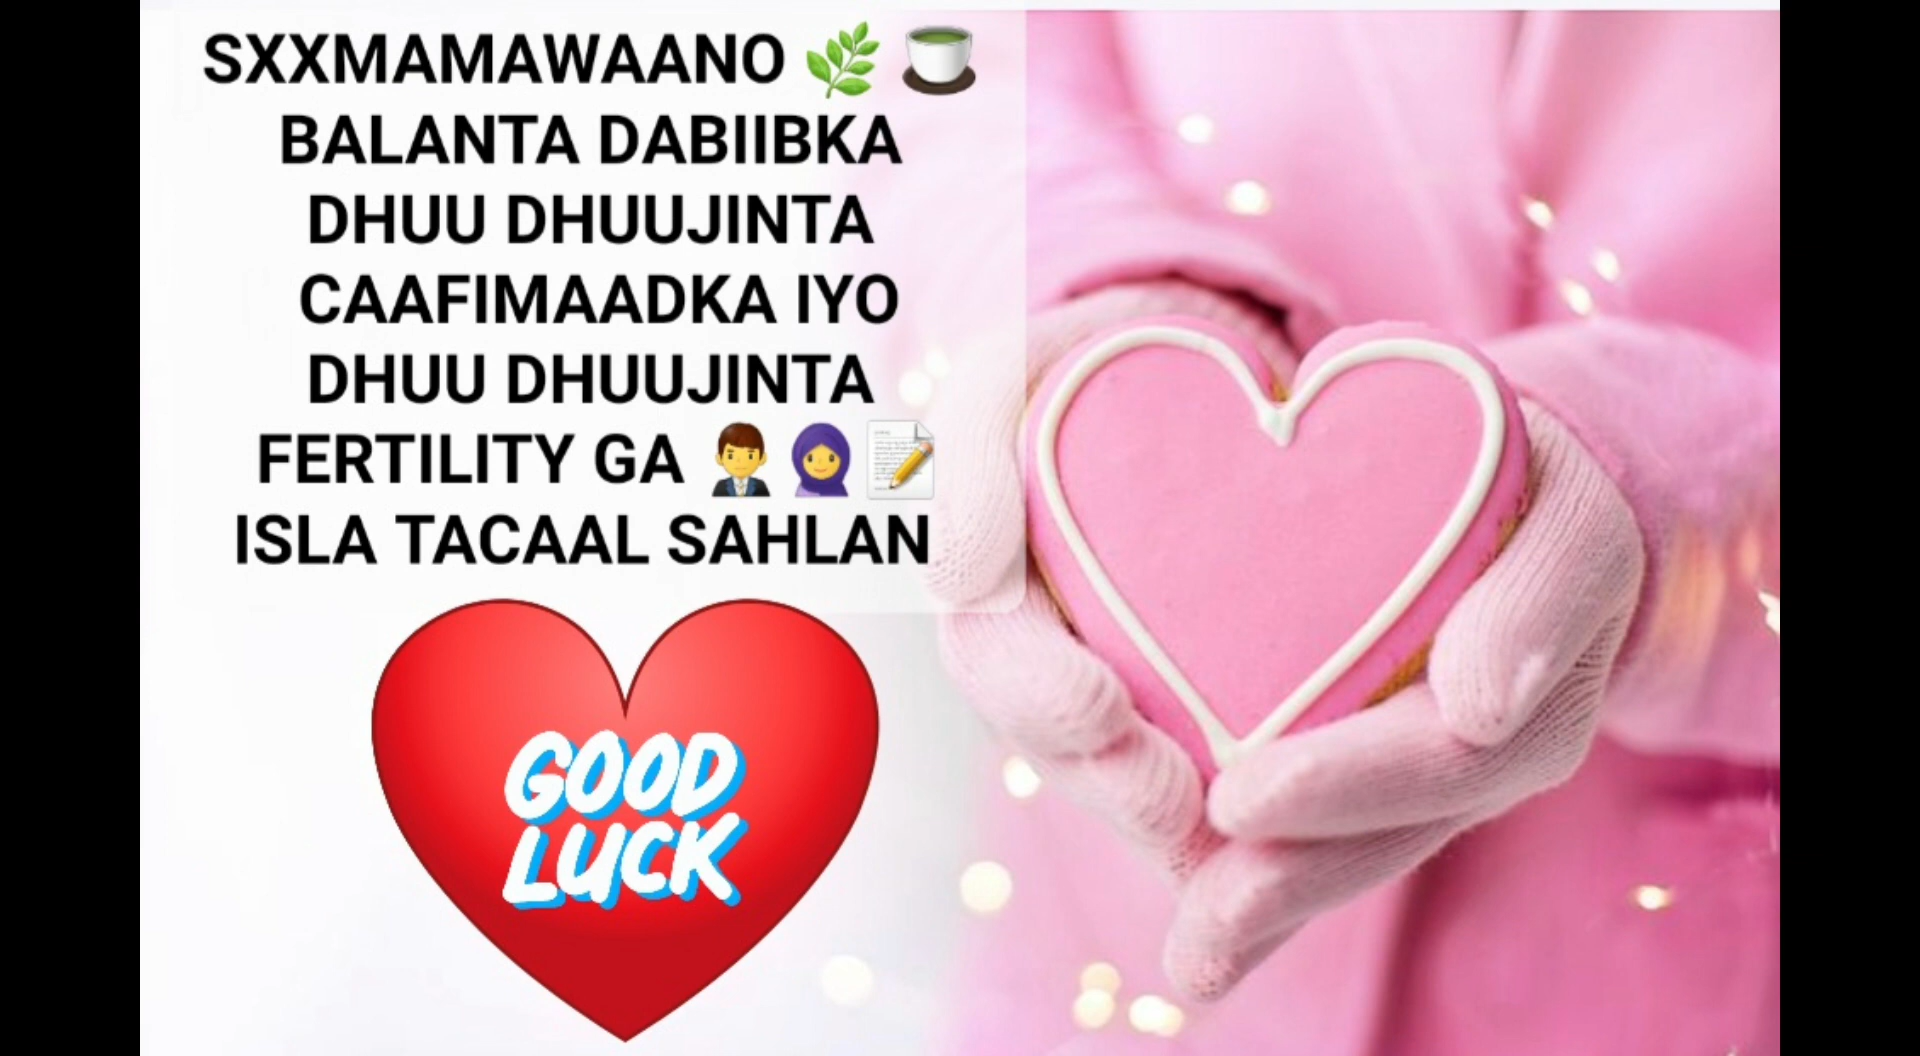 SXXMAMAWAANO 🌿 🍵
BALANTA DABIIBKA
DHUU DHUUJINTA
CAAFIMAADKA IYO
DHUU DHUUJINTA
FERTILITY GA 👨‍💼 🧕 📝
ISLA TACAAL SAHLAN
GOOD
LUCK